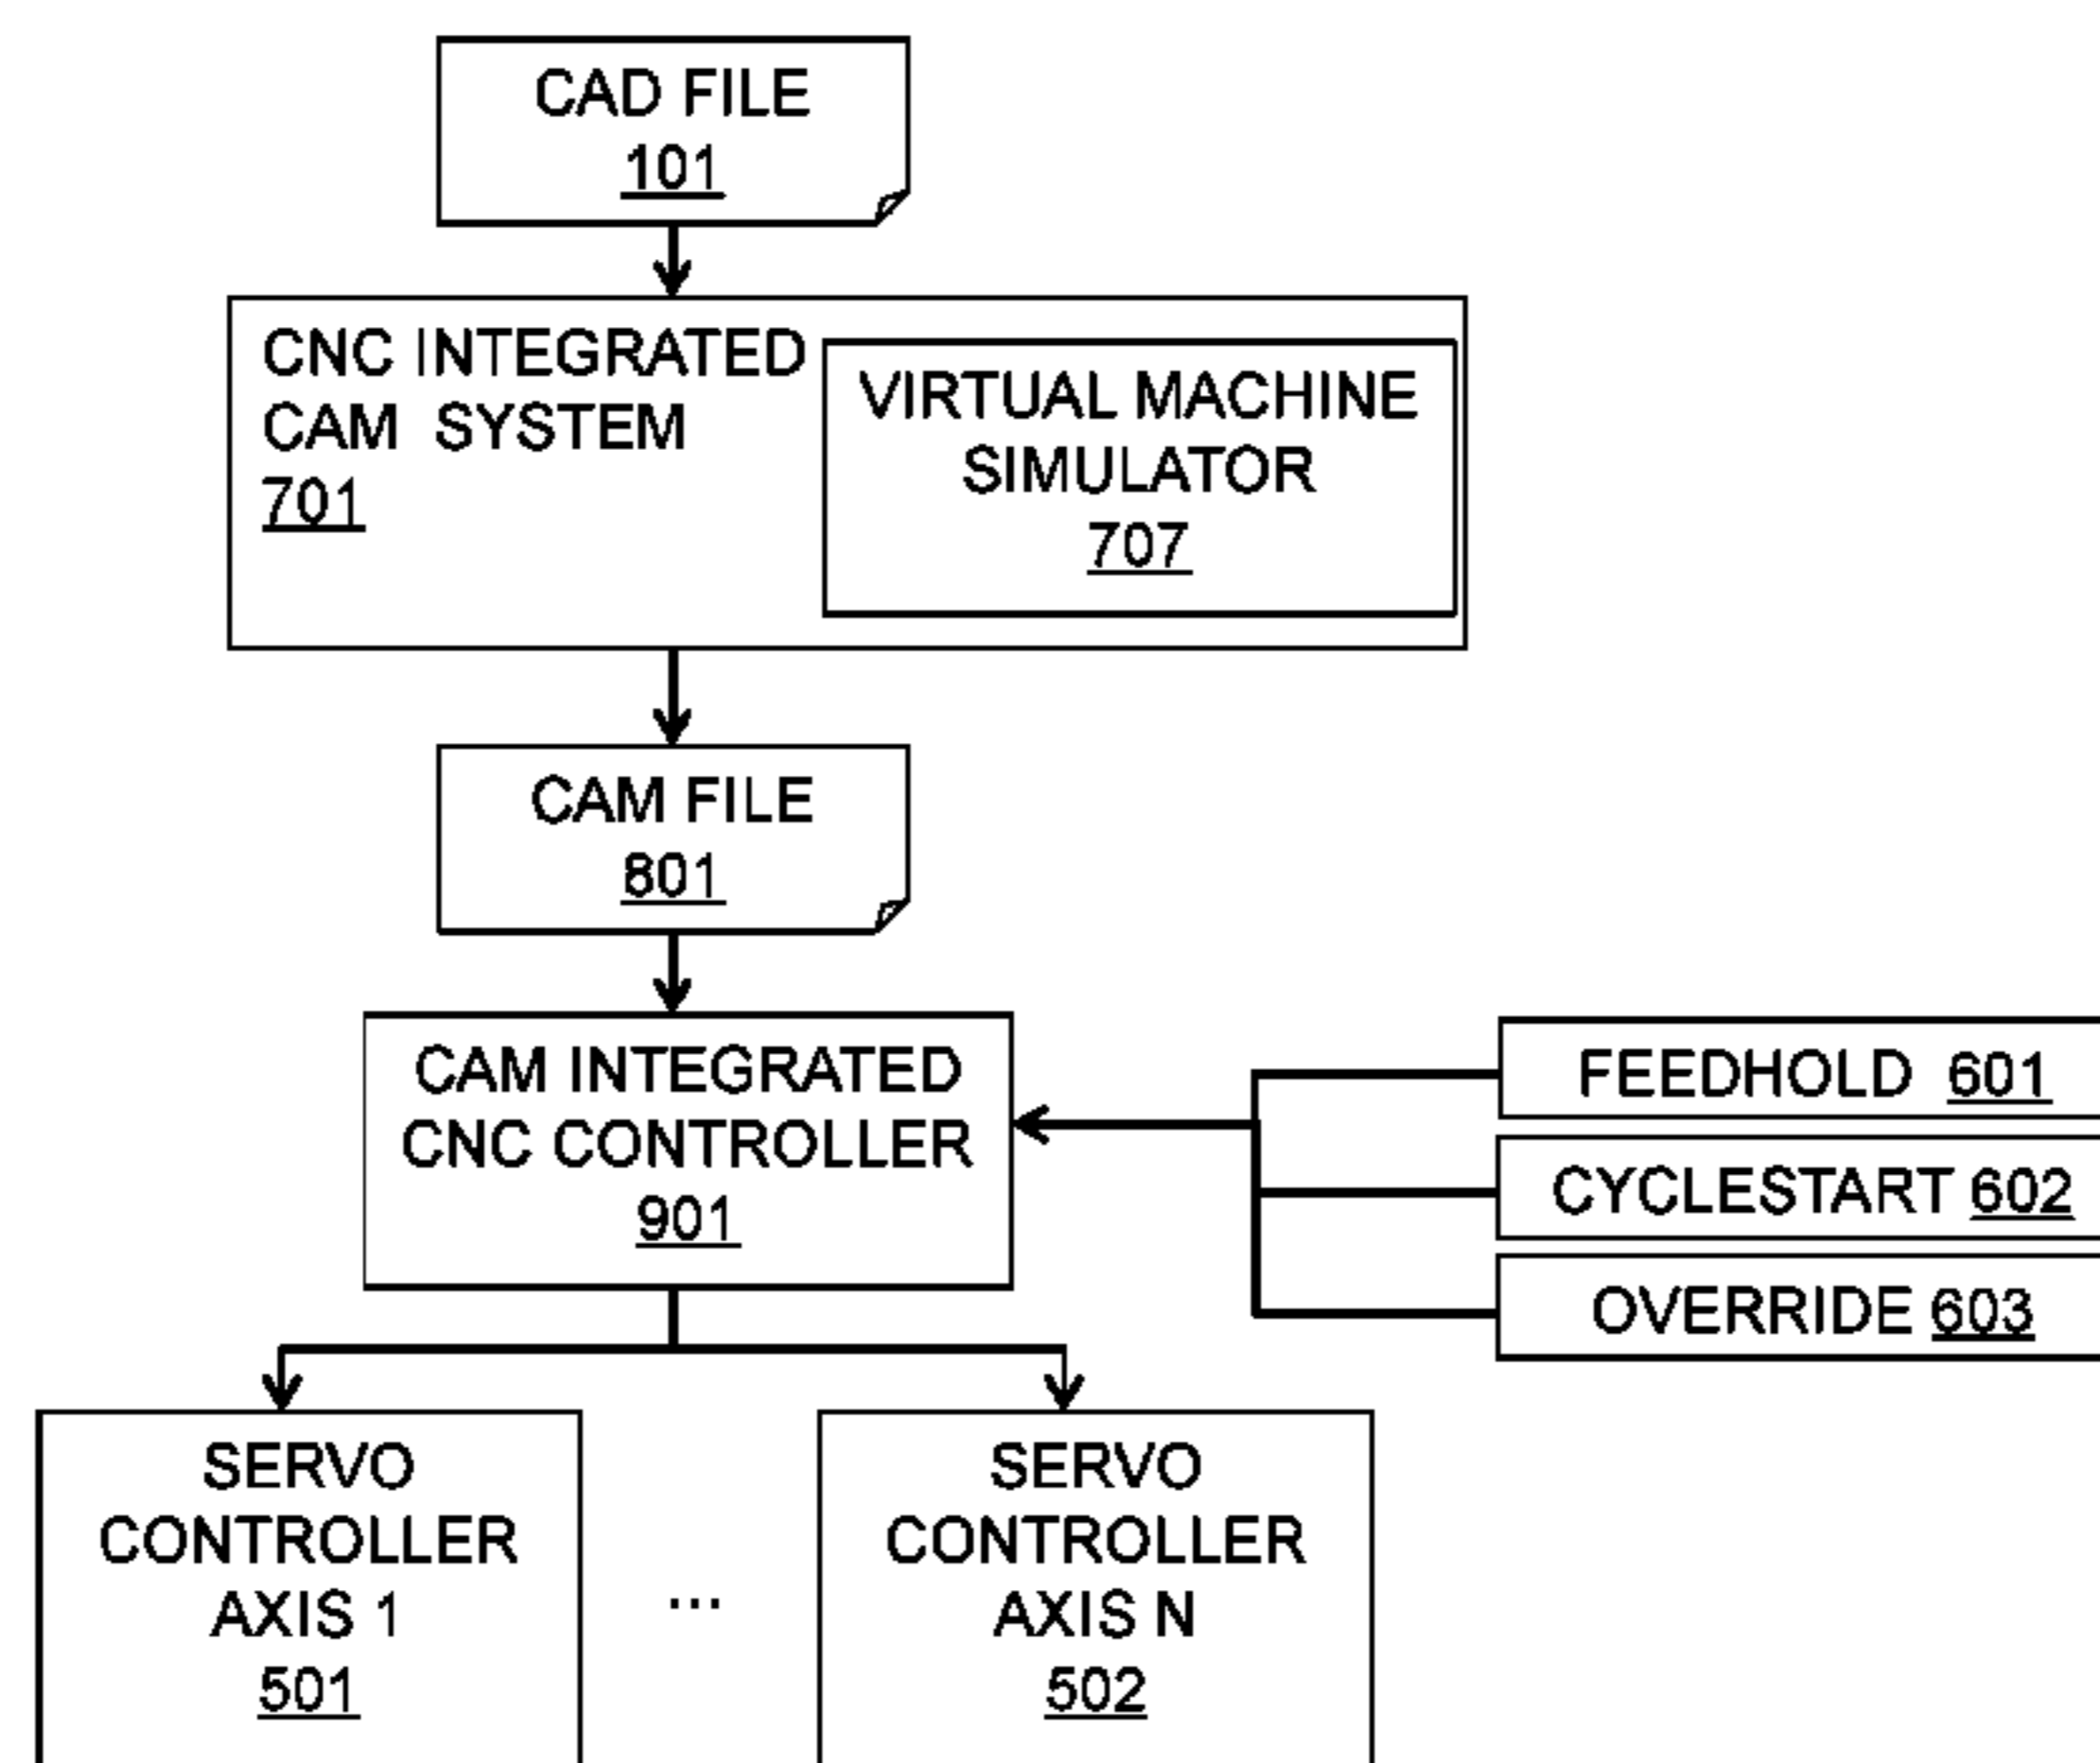 CAD FILE
101
CNC INTEGRATED
CAM SYSTEM
701
VIRTUAL MACHINE
SIMULATOR
707
CAM FILE
801
CAM INTEGRATED
CNC CONTROLLER
901
FEEDHOLD 601
CYCLESTART 602
OVERRIDE 603
SERVO
CONTROLLER
AXIS 1
501
...
SERVO
CONTROLLER
AXIS N
502